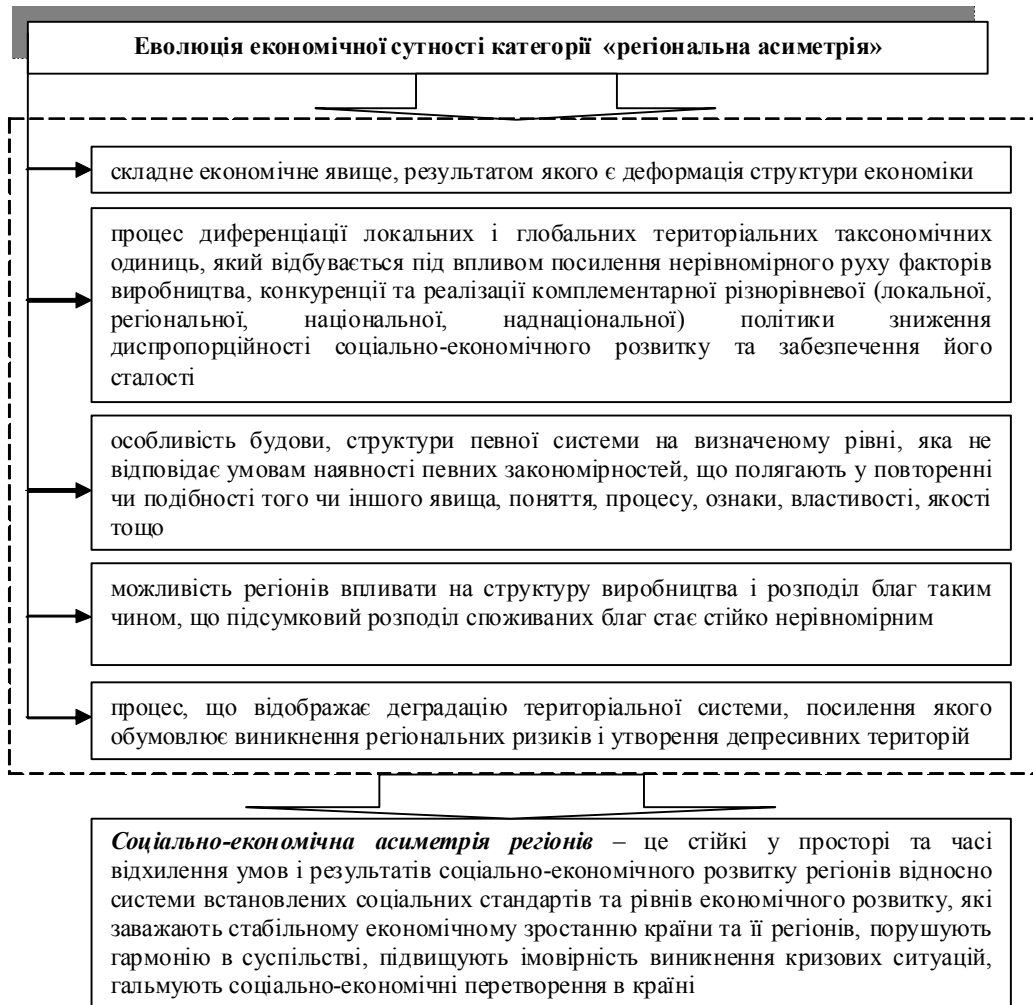 Еволюція економічної сутності категорії «регіональна асиметрія»
складне економічне явище, результатом якого є деформація структури економіки
процес диференціації локальних і глобальних територіальних таксономічних
одиниць, який відбувається під впливом посилення нерівномірного руху факторів
виробництва, конкуренції та реалізації комплементарної різнорівневої (локальної,
регіональної, національної, наднаціональної) політики зниження
диспропорційності соціально-економічного розвитку та забезпечення його
сталості
особливість будови, структури певної системи на визначеному рівні, яка не
відповідає умовам наявності певних закономірностей, що полягають у повторенні
чи подібності того чи іншого явища, поняття, процесу, ознаки, властивості, якості
тощо
можливість регіонів впливати на структуру виробництва і розподіл благ таким
чином, що підсумковий розподіл споживаних благ стає стійко нерівномірним
процес, що відображає деградацію територіальної системи, посилення якого
обумовлює виникнення регіональних ризиків і утворення депресивних територій
Соціально-економічна асиметрія регіонів – це стійкі у просторі та часі
відхилення умов і результатів соціально-економічного розвитку регіонів відносно
системи встановлених соціальних стандартів та рівнів економічного розвитку, які
заважають стабільному економічному зростанню країни та її регіонів, порушують
гармонію в суспільстві, підвищують імовірність виникнення кризових ситуацій,
гальмують соціально-економічні перетворення в країні